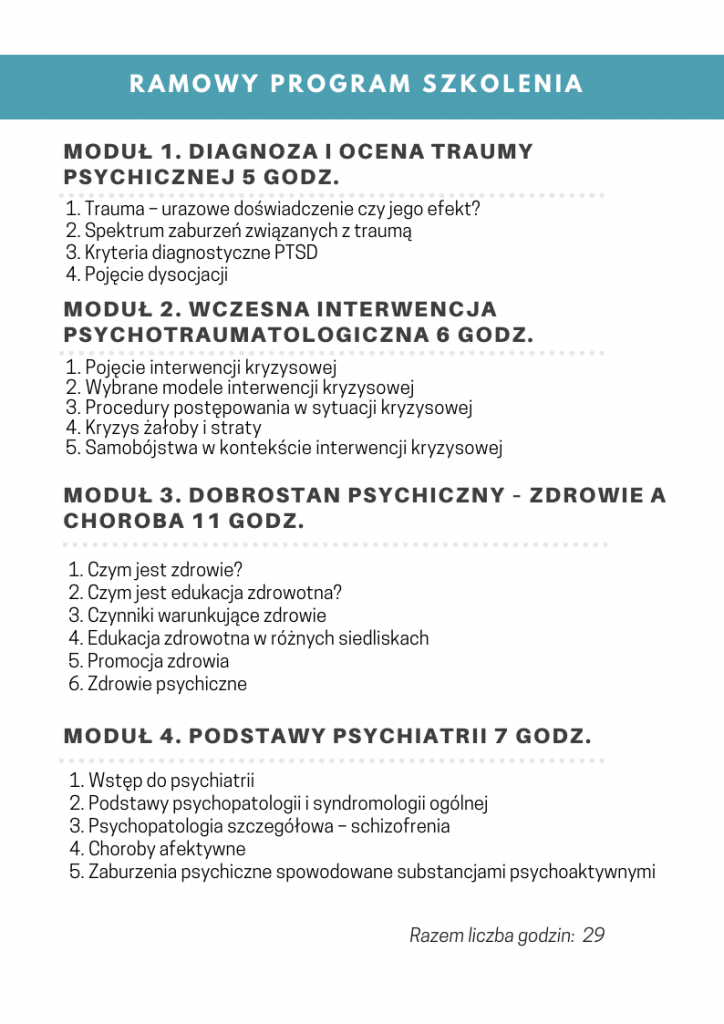 RAMOWY PROGRAM SZKOLENIA
MODUŁ 1. DIAGNOZA I OCENA TRAUMY
PSYCHICZNEJ 5 GODZ.
1. Trauma – urazowe doświadczenie czy jego efekt?
2. Spektrum zaburzeń związanych z traumą
3. Kryteria diagnostyczne PTSD
4. Pojęcie dysocjacji
MODUŁ 2. WCZESNA INTERWENCJA
PSYCHOTRAUMATOLOGICZNA 6 GODZ.
1. Pojęcie interwencji kryzysowej
2. Wybrane modele interwencji kryzysowej
3. Procedury postępowania w sytuacji kryzysowej
4. Kryzys żałoby i straty
5. Samobójstwa w kontekście interwencji kryzysowej
MODUŁ 3. DOBROSTAN PSYCHICZNY - ZDROWIE A
CHOROBA 11 GODZ.
1. Czym jest zdrowie?
2. Czym jest edukacja zdrowotna?
3. Czynniki warunkujące zdrowie
4. Edukacja zdrowotna w różnych siedliskach
5. Promocja zdrowia
6. Zdrowie psychiczne
MODUŁ 4. PODSTAWY PSYCHIATRII 7 GODZ.
1. Wstęp do psychiatrii
2. Podstawy psychopatologii i syndromologii ogólnej
3. Psychopatologia szczegółowa – schizofrenia
4. Choroby afektywne
5. Zaburzenia psychiczne spowodowane substancjami psychoaktywnymi
Razem liczba godzin: 29